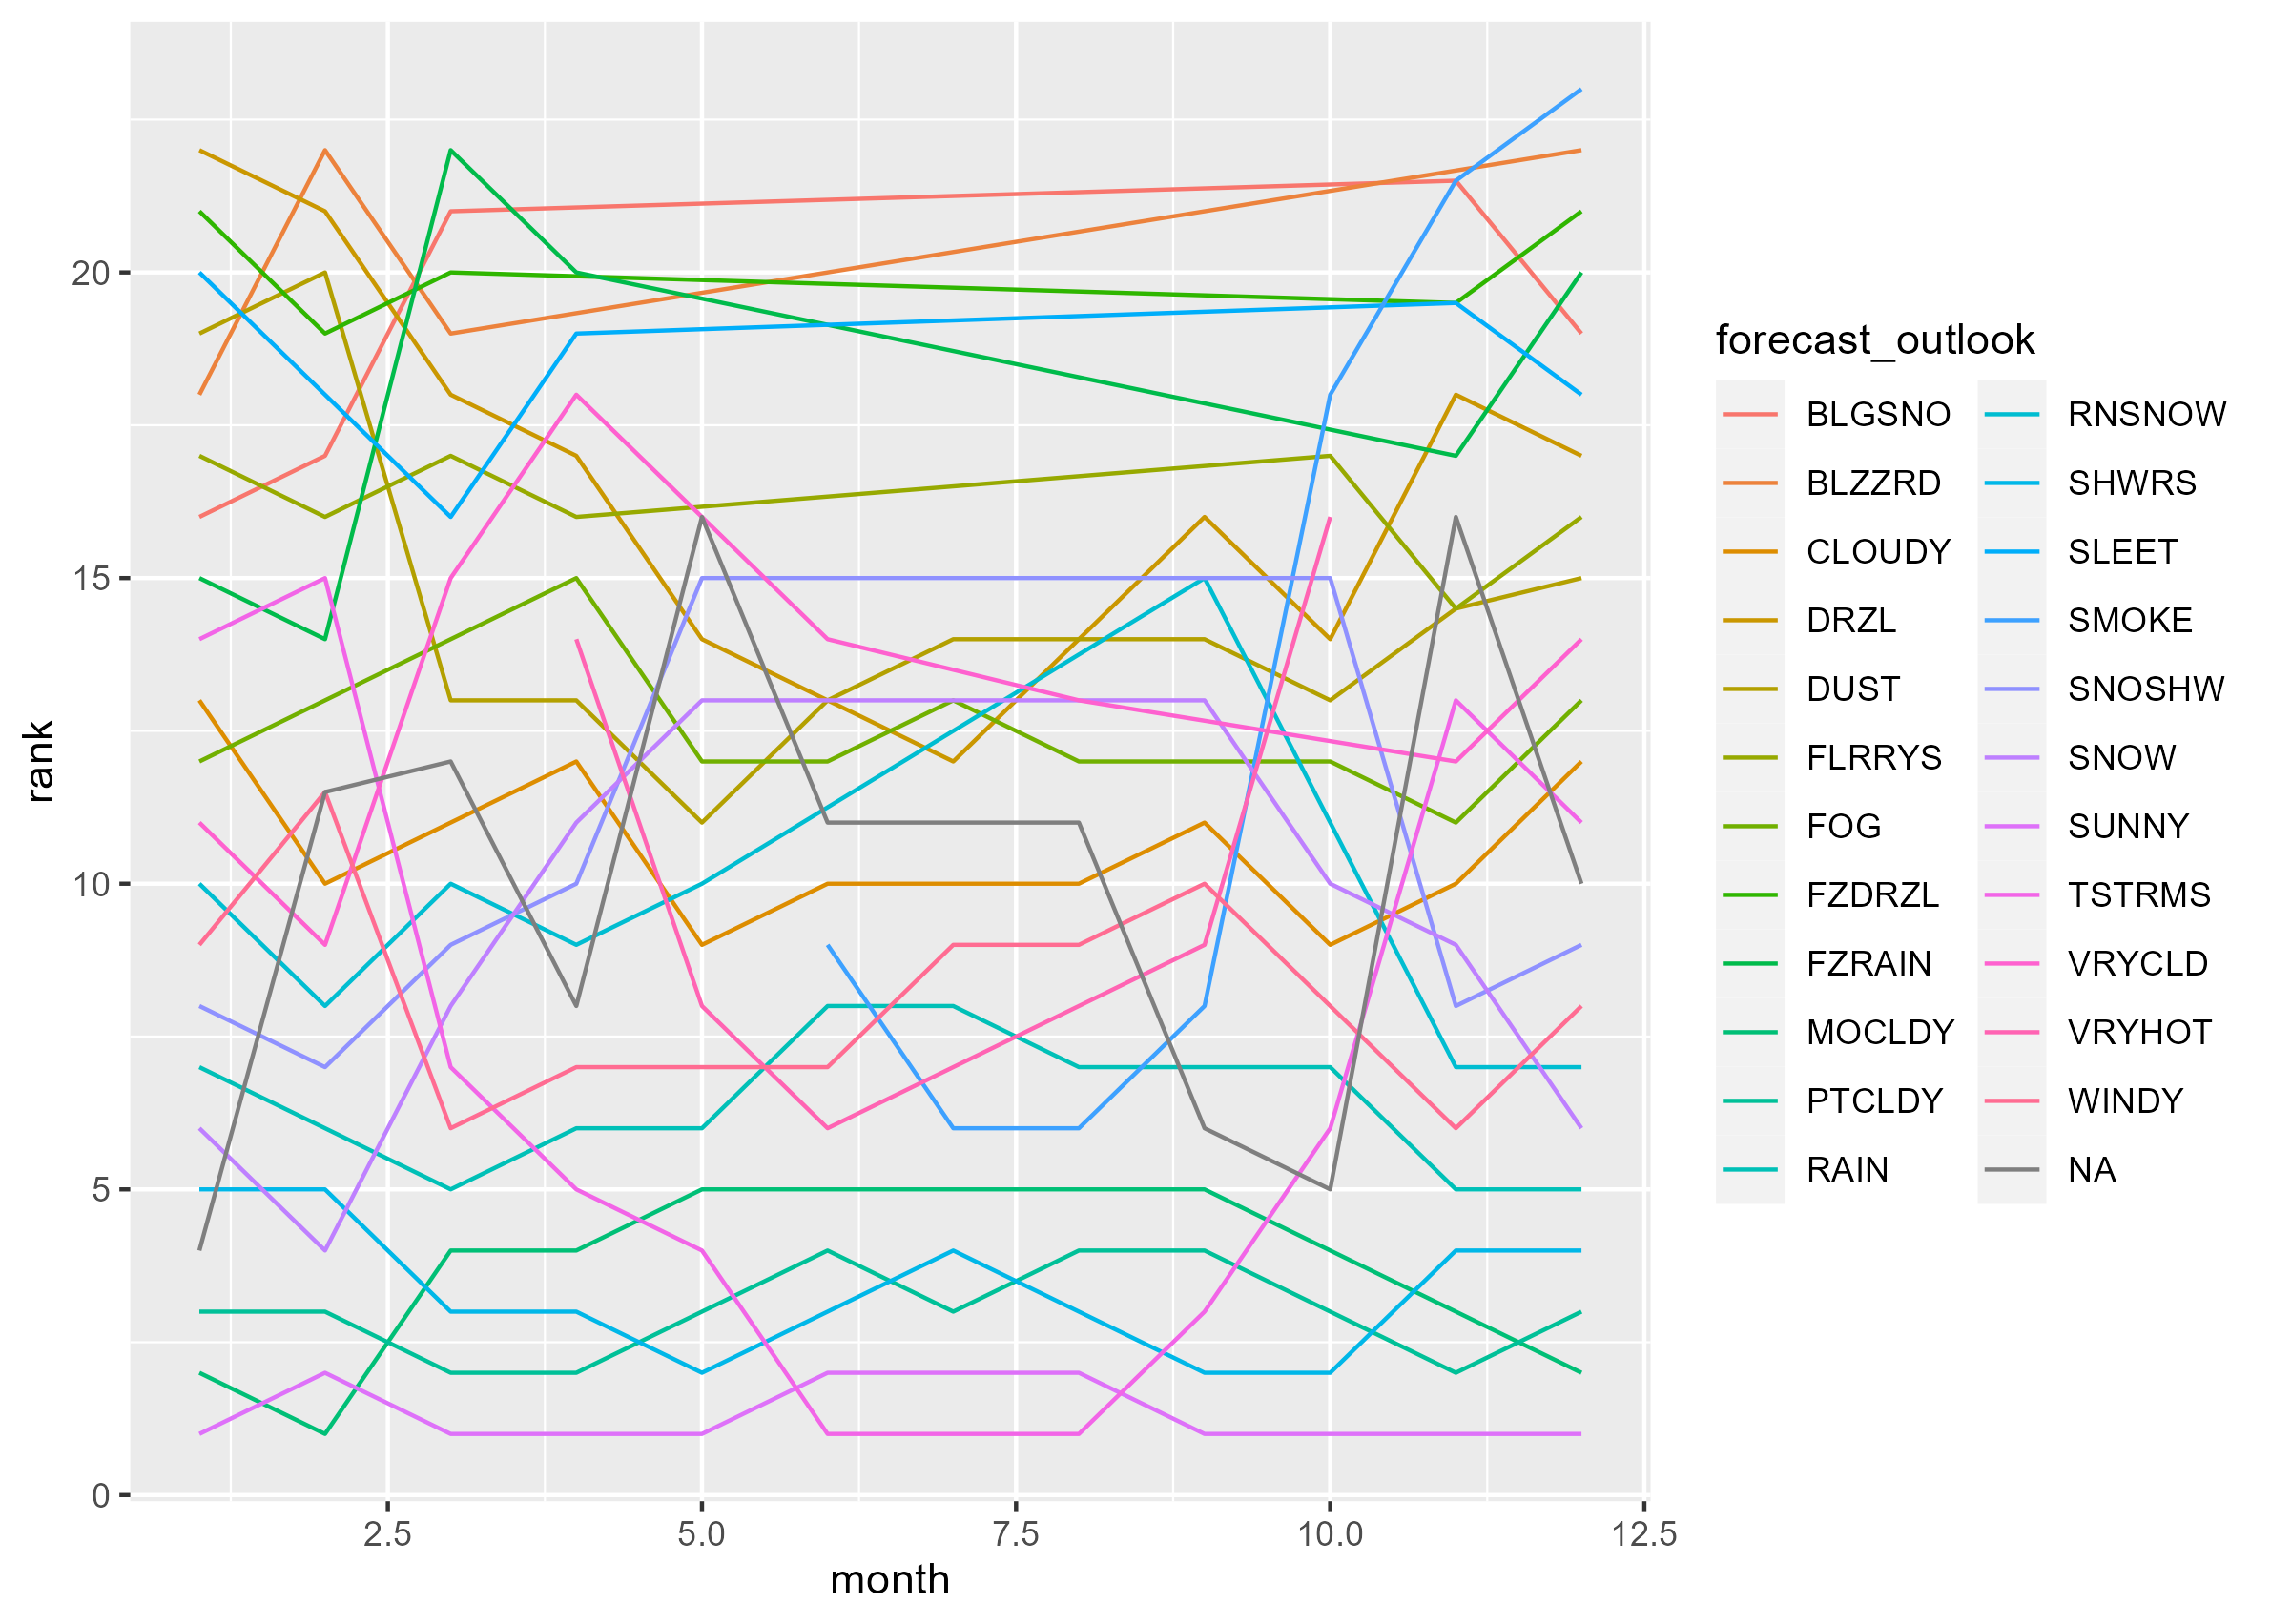 rank
20
15
10
5
0
2.5 5.0 7.5 10.0 12.5
month
forecast_outlook
BLGSNO RNSNOW
BLZZRD SHWRS
CLOUDY SLEET
DRZL SMOKE
DUST SNOSHW
FLRRYS SNOW
FOG SUNNY
FZDRZL TSTRMS
FZRAIN VRYCLD
MOCLDY VRYHOT
PTCLDY WINDY
RAIN NA